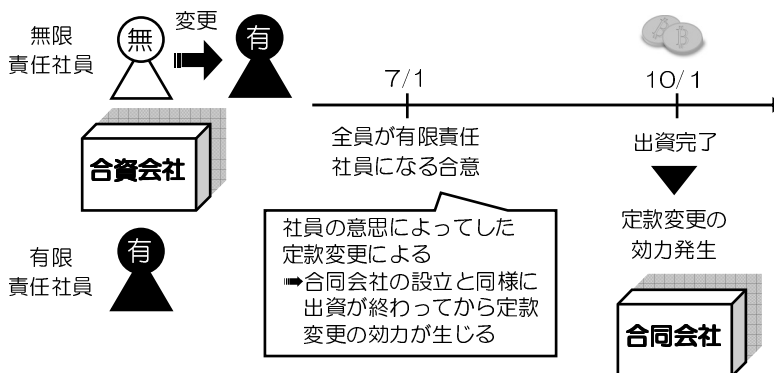 無限
責任社員
無
変更
有
合資会社
有限
責任社員
有
7/1
全員が有限責任
社員になる合意
社員の意思によってした
定款変更による
➡合同会社の設立と同様に
出資が終わってから定款
変更の効力が生じる
10/1
出資完了
定款変更の
効力発生
合同会社